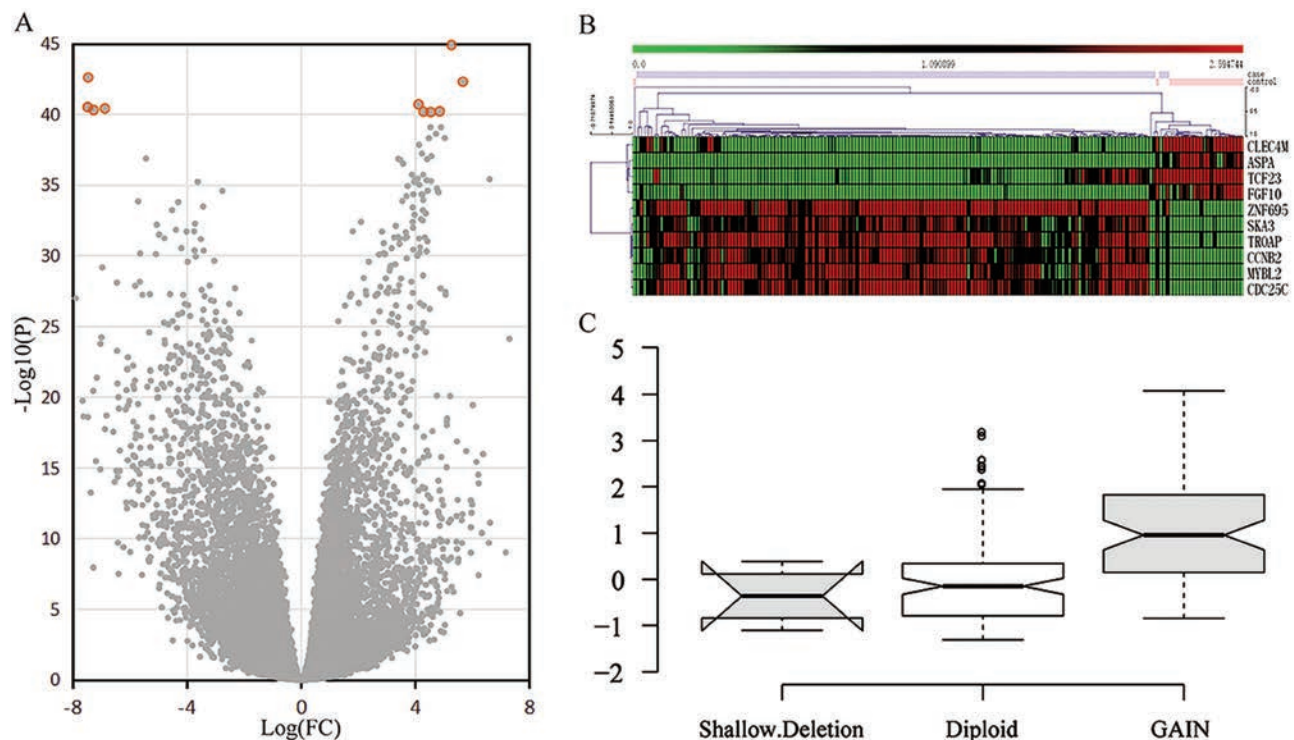 A
45
40
35
30
25
20
15
10
5
0
-8 -4 0 4 8
-Log10(P)
Log(FC)
B
0.0 1.090899 2.594744
case
control
CLEC4M
ASPA
TCF23
FGF10
ZNF695
SKA3
TROAP
CCNB2
MYBL2
CDC25C
C
5
4
3
2
1
0
−1
−2
Shallow.Deletion Diploid GAIN